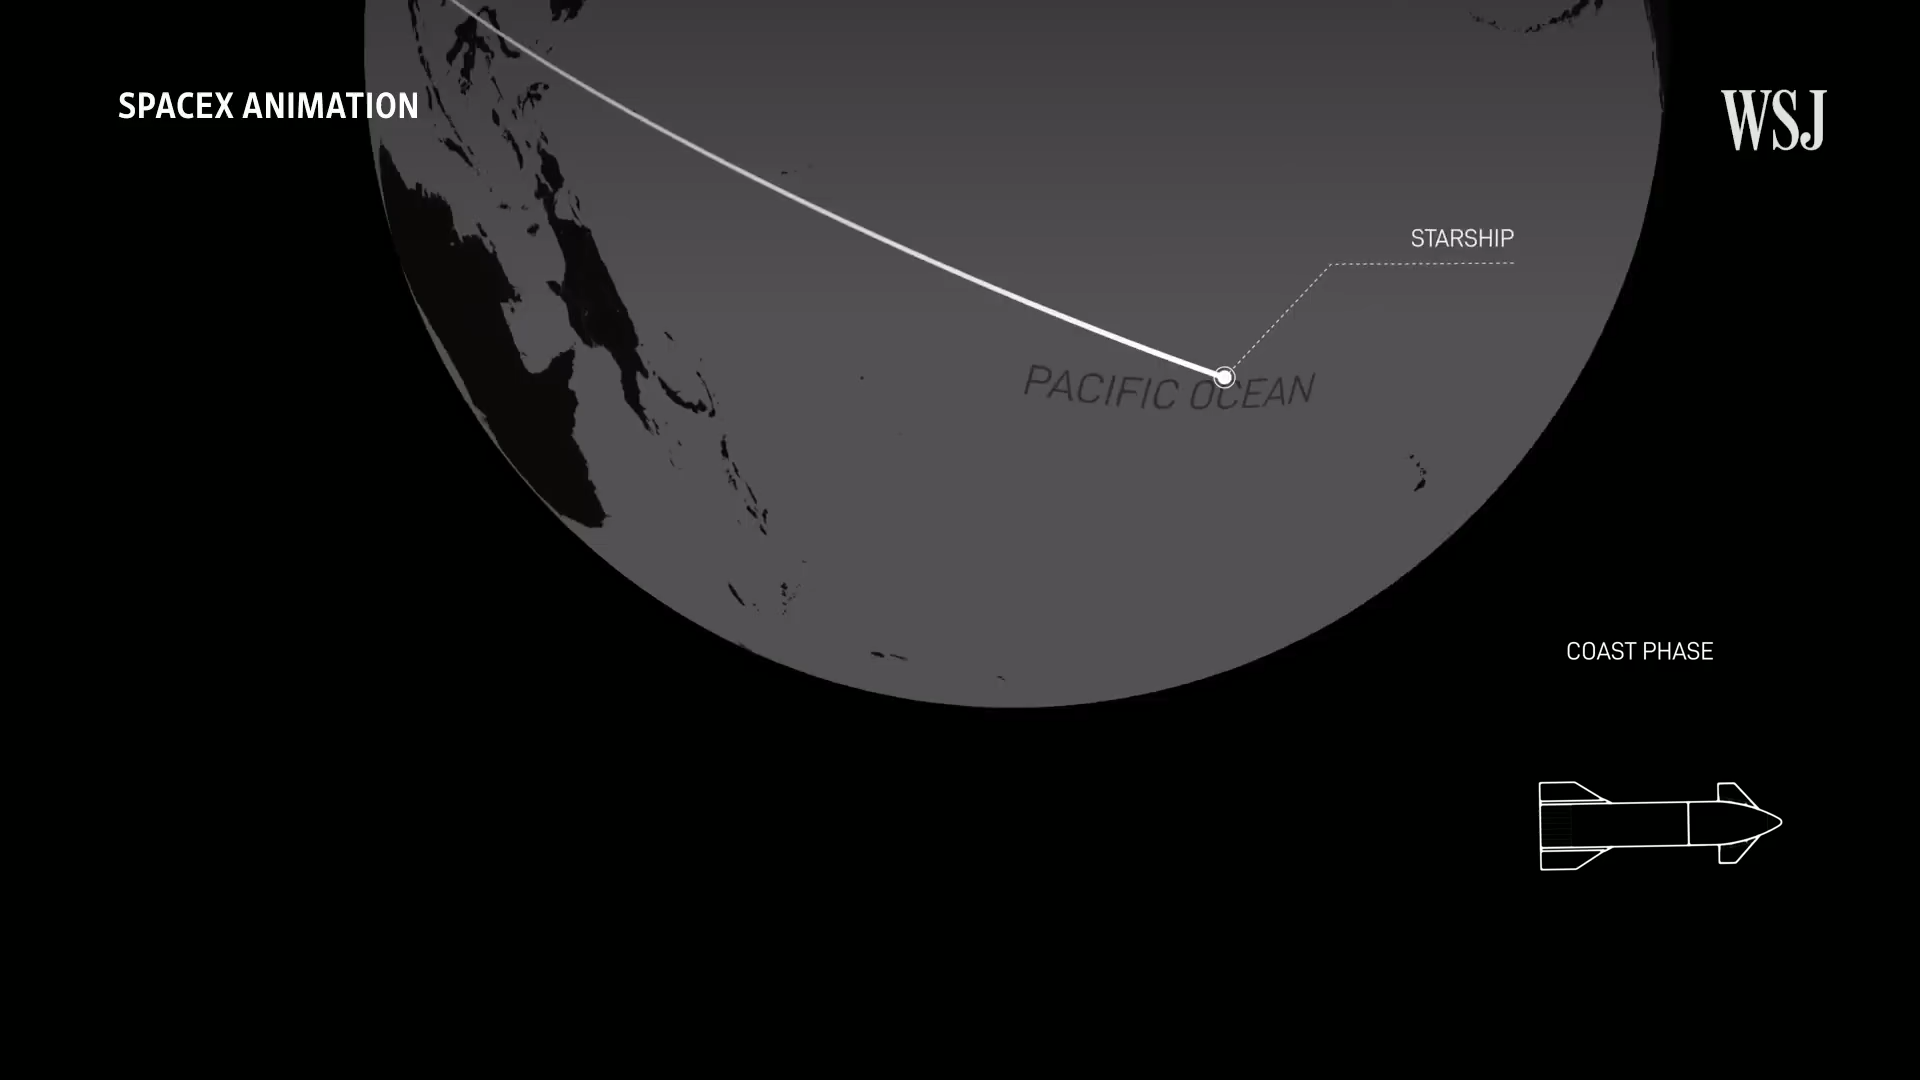 SPACEX ANIMATION
WSJ
STARSHIP
PACIFIC OCEAN
COAST PHASE